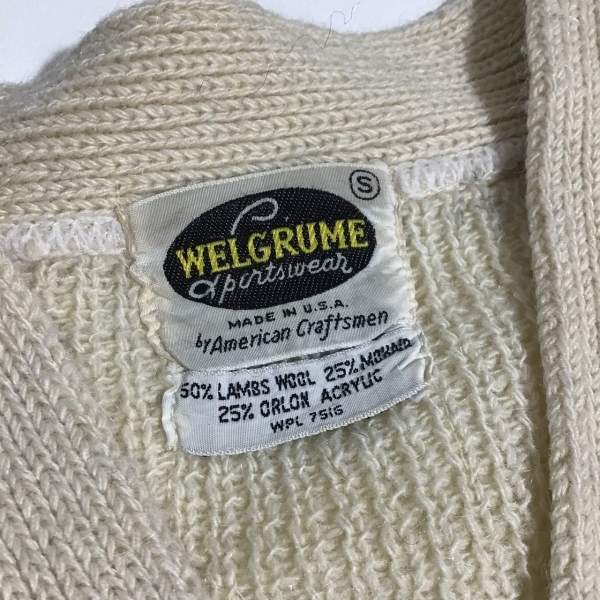 S
WELGRUME
Sportswear
MADE IN U.S.A.
by American Craftsmen
50% LAMBS WOOL 25% MOHAIR
25% ORLON ACRYLIC
WPL 7515